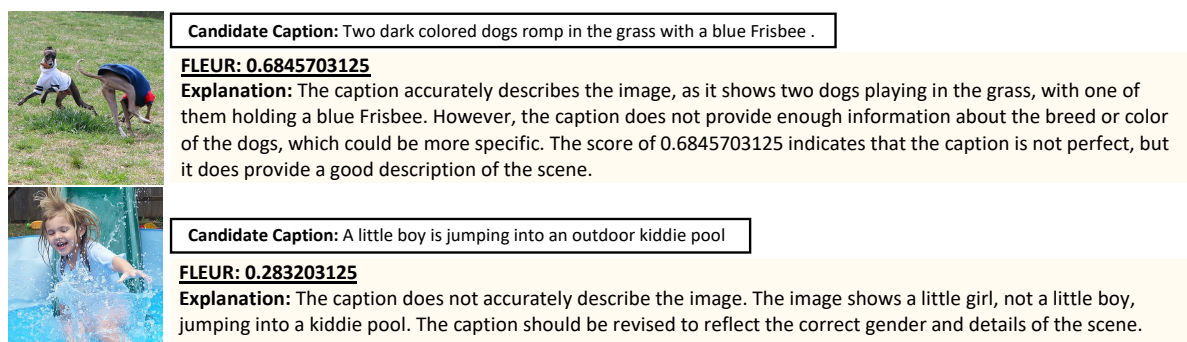 Candidate Caption: Two dark colored dogs romp in the grass with a blue Frisbee .
FLEUR: 0.6845703125
Explanation: The caption accurately describes the image, as it shows two dogs playing in the grass, with one of
them holding a blue Frisbee. However, the caption does not provide enough information about the breed or color
of the dogs, which could be more specific. The score of 0.6845703125 indicates that the caption is not perfect, but
it does provide a good description of the scene.
Candidate Caption: A little boy is jumping into an outdoor kiddie pool
FLEUR: 0.283203125
Explanation: The caption does not accurately describe the image. The image shows a little girl, not a little boy,
jumping into a kiddie pool. The caption should be revised to reflect the correct gender and details of the scene.